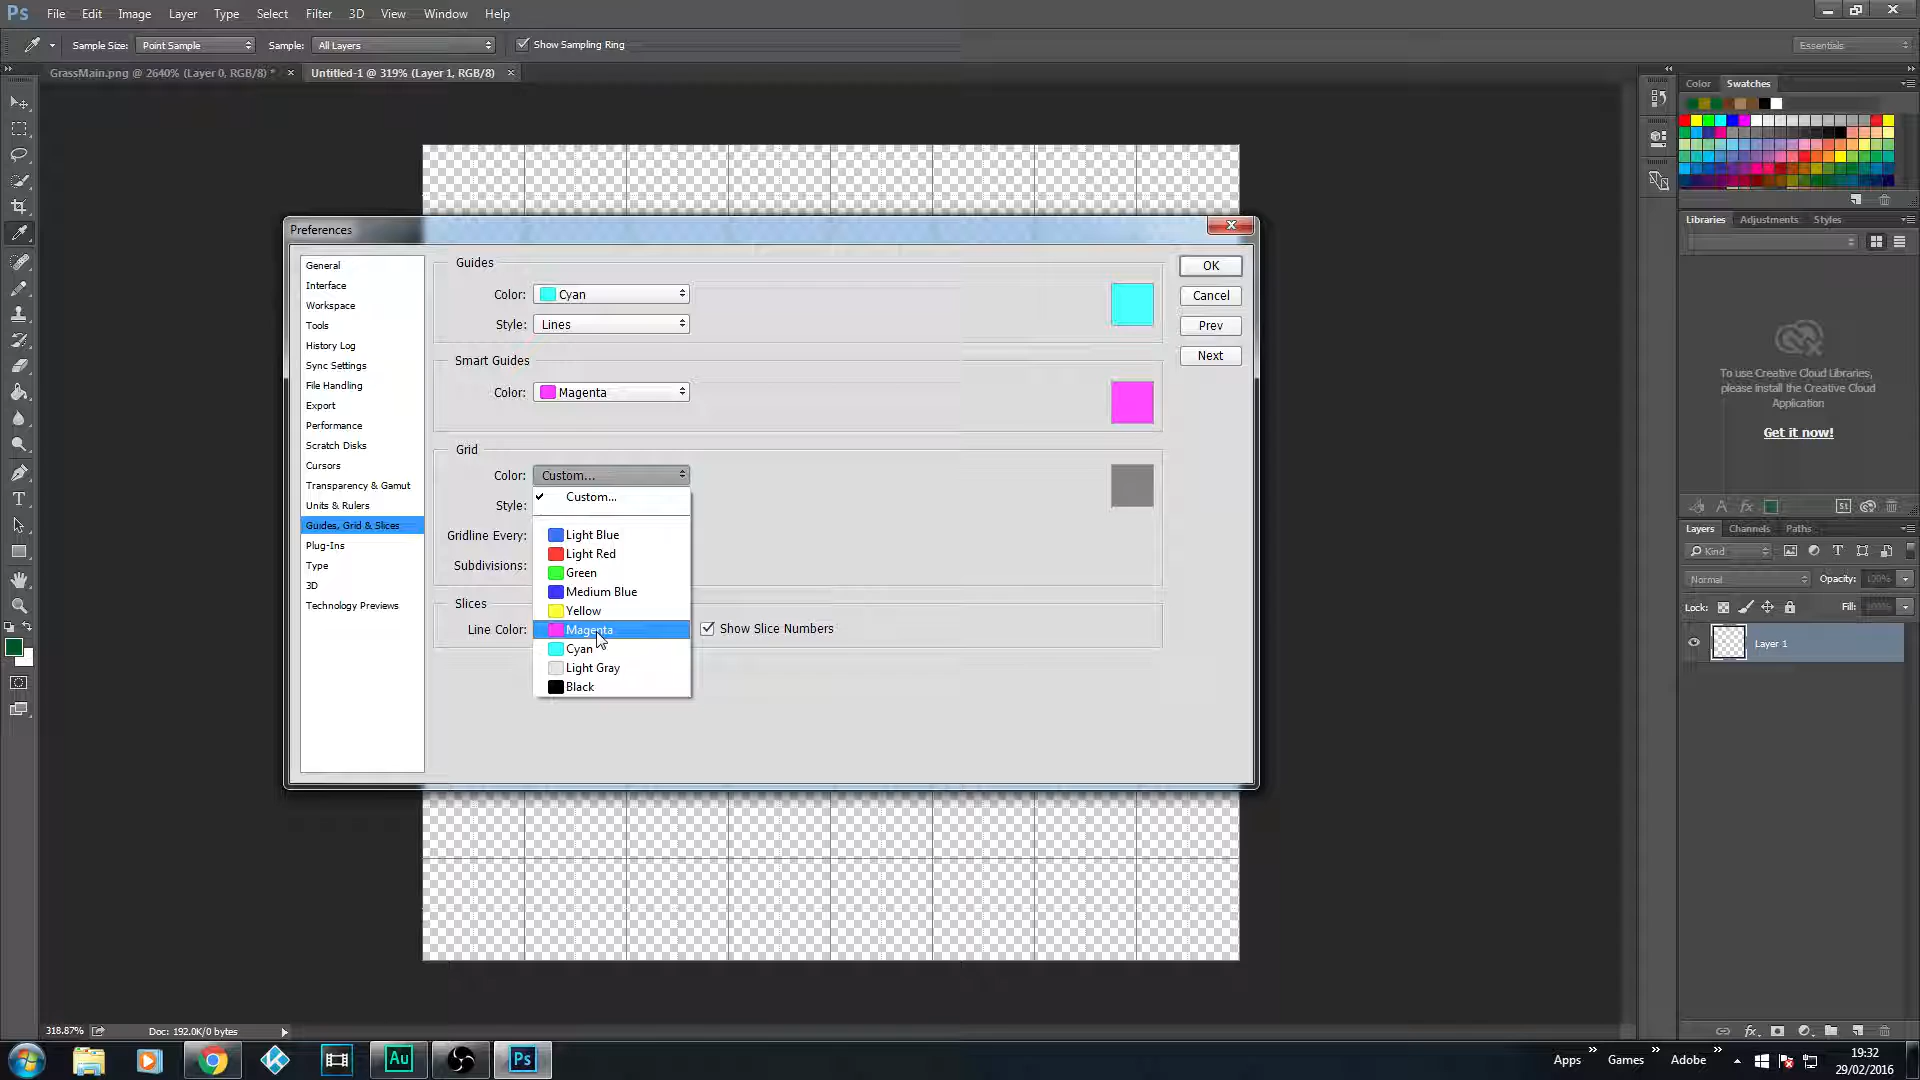 Ps File Edit Image Layer Type Select Filter 3D View Window Help
Sample Size: Point Sample Sample: All Layers Show Sampling Ring Essentials
GrassMain.png @ 2640% (Layer 0, RGB/8) * × Untitled-1 @ 319% (Layer 1, RGB/8) ×
Color Swatches
Preferences
General
Interface
Workspace
Tools
History Log
Sync Settings
File Handling
Export
Performance
Scratch Disks
Cursors
Transparency & Gamut
Units & Rulers
Guides, Grid & Slices
Plug-Ins
Type
3D
Technology Previews
Guides
Color: Cyan
Style: Lines
Smart Guides
Color: Magenta
Grid
Color: Custom...
Style:
Gridline Every:
Subdivisions:
Custom...
Light Blue
Light Red
Green
Medium Blue
Yellow
Magenta
Cyan
Light Gray
Black
Slices
Line Color:
Show Slice Numbers
OK
Cancel
Prev
Next
Libraries Adjustments Styles
To use Creative Cloud Libraries,
please install the Creative Cloud
Application
Get it now!
Layers Channels Paths
Kind
Normal Opacity: 100%
Lock: Fill: 100%
Layer 1
318.87% Doc: 192.0K/0 bytes
Au Ps
Apps Games Adobe
19:32
29/02/2016